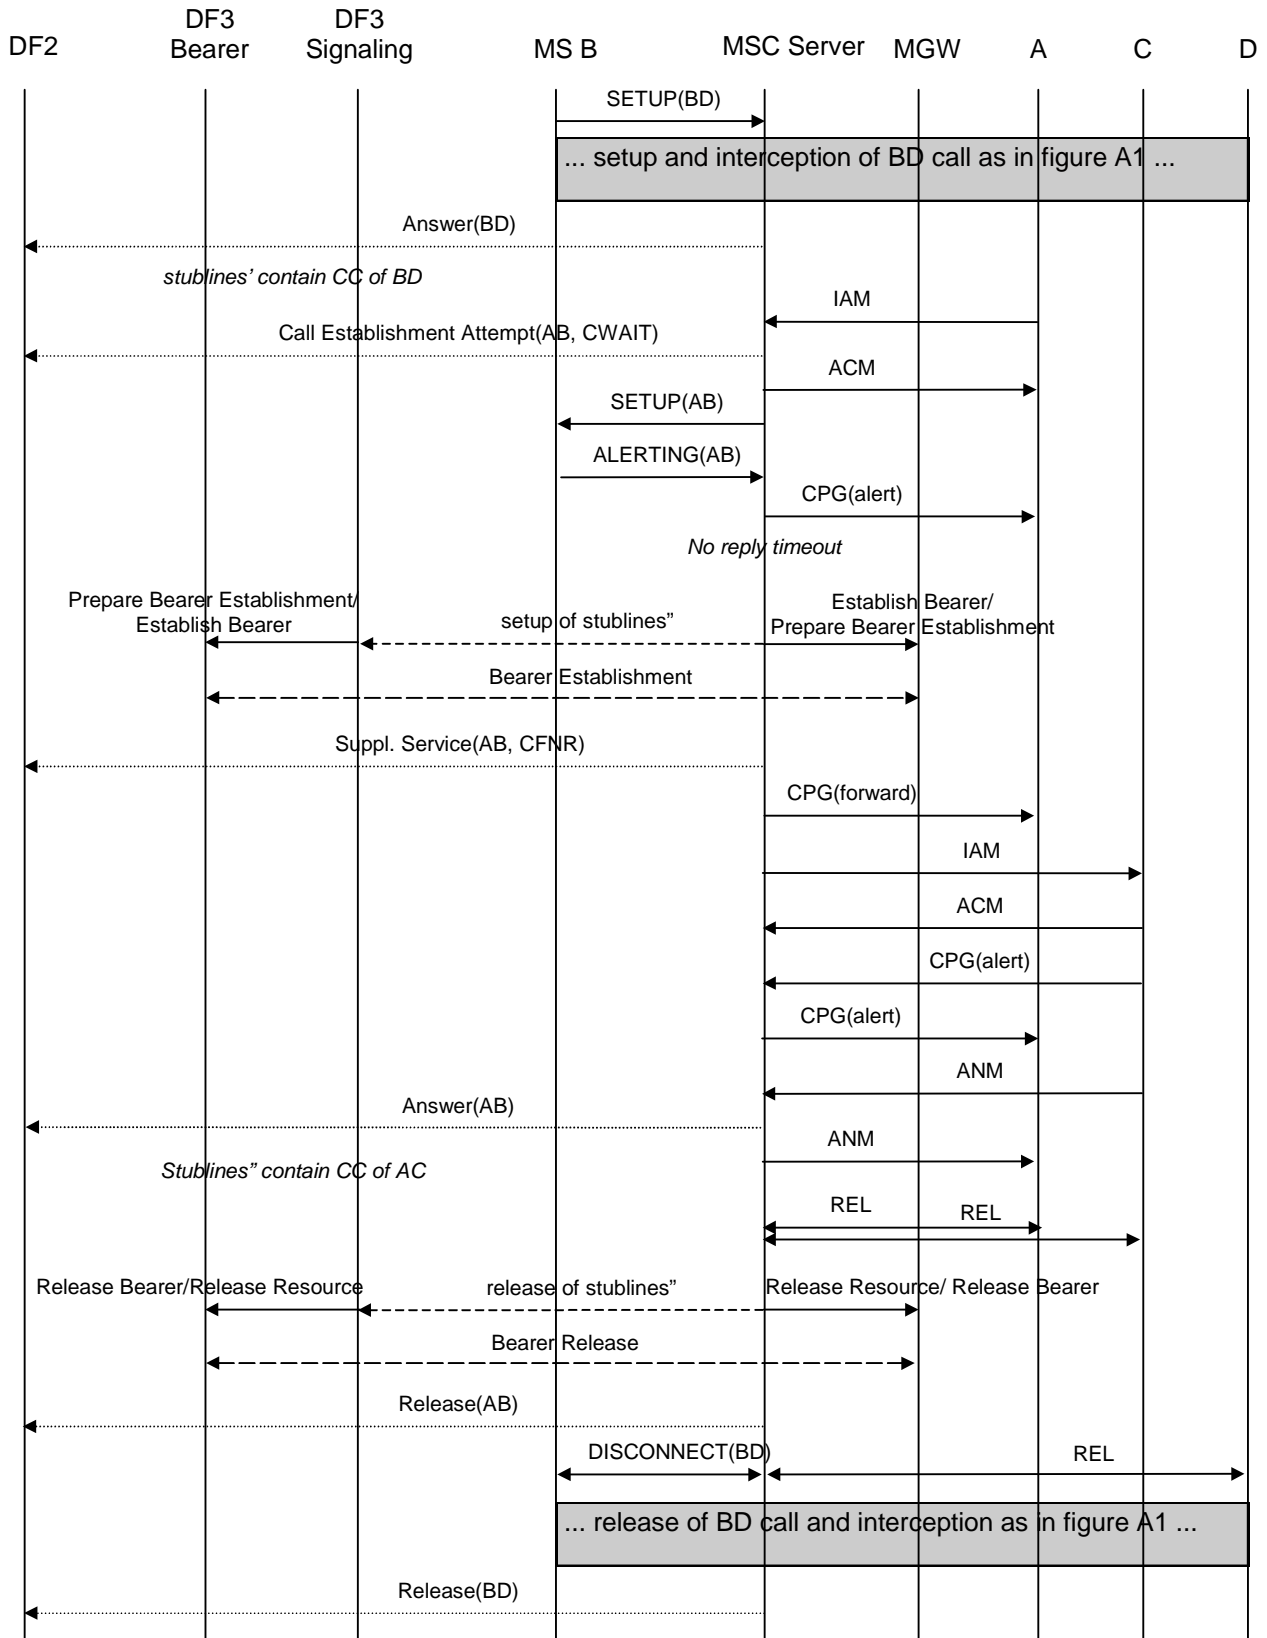 DF2
DF3
Bearer
DF3
Signaling
MS B
MSC Server
MGW
A
C
D
SETUP(BD)
... setup and interception of BD call as in figure A1 ...
Answer(BD)
stublines’ contain CC of BD
IAM
Call Establishment Attempt(AB, CWAIT)
ACM
SETUP(AB)
ALERTING(AB)
CPG(alert)
No reply timeout
Prepare Bearer Establishment/
Establish Bearer
setup of stublines”
Establish Bearer/
Prepare Bearer Establishment
Bearer Establishment
Suppl. Service(AB, CFNR)
CPG(forward)
IAM
ACM
CPG(alert)
CPG(alert)
ANM
Answer(AB)
ANM
Stublines” contain CC of AC
REL
REL
Release Bearer/Release Resource
release of stublines”
Release Resource/ Release Bearer
Bearer Release
Release(AB)
DISCONNECT(BD)
REL
... release of BD call and interception as in figure A1 ...
Release(BD)